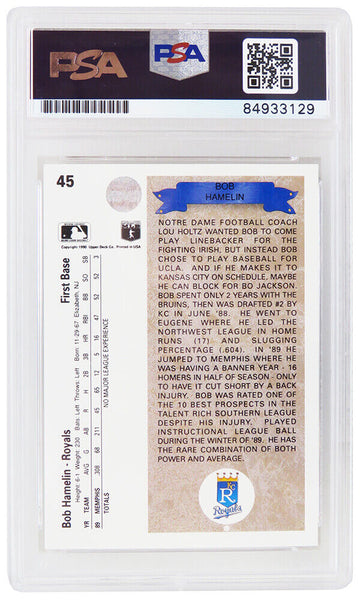 PSA
PSA
84933129
45
BOB
HAMELIN
NOTRE DAME FOOTBALL COACH
LOU HOLTZ WANTED BOB TO COME
PLAY LINEBACKER FOR THE
FIGHTING IRISH, BUT INSTEAD BOB
CHOSE TO PLAY BASEBALL FOR
UCLA. AND IF HE MAKES IT TO
KANSAS CITY ON SCHEDULE, MAYBE
HE CAN BLOCK FOR BO JACKSON.
BOB SPENT ONLY 2 YEARS WITH THE
BRUINS, THEN WAS DRAFTED #2 BY
KC IN JUNE '88. HE WENT TO
EUGENE WHERE HE LED THE
NORTHWEST LEAGUE IN HOME
RUNS (17) AND SLUGGING
PERCENTAGE (.604). IN '89 HE
JUMPED TO MEMPHIS WHERE HE
WAS HAVING A BANNER YEAR - 16
HOMERS IN HALF OF SEASON - ONLY
TO HAVE IT CUT SHORT BY A BACK
INJURY. BOB WAS RATED ONE OF
THE 10 BEST PROSPECTS IN THE
TALENT RICH SOUTHERN LEAGUE
DESPITE HIS INJURY. PLAYED
INSTRUCTIONAL LEAGUE BALL
DURING THE WINTER OF '89. HE HAS
THE RARE COMBINATION OF BOTH
POWER AND AVERAGE.
KC
R
Royals
Bob Hamelin - Royals First Base
Height: 6-1 Weight: 230 Bats: Left Throws: Left Born: 11-29-67 Elizabeth, NJ
YR TEAM AVG G AB R H 2B 3B HR RBI BB SO SB
89 MEMPHIS .308 68 211 45 65 12 5 16 47 52 52 3
TOTALS NO MAJOR LEAGUE EXPERIENCE
Copyright 1990 Upper Deck Co. Printed in USA